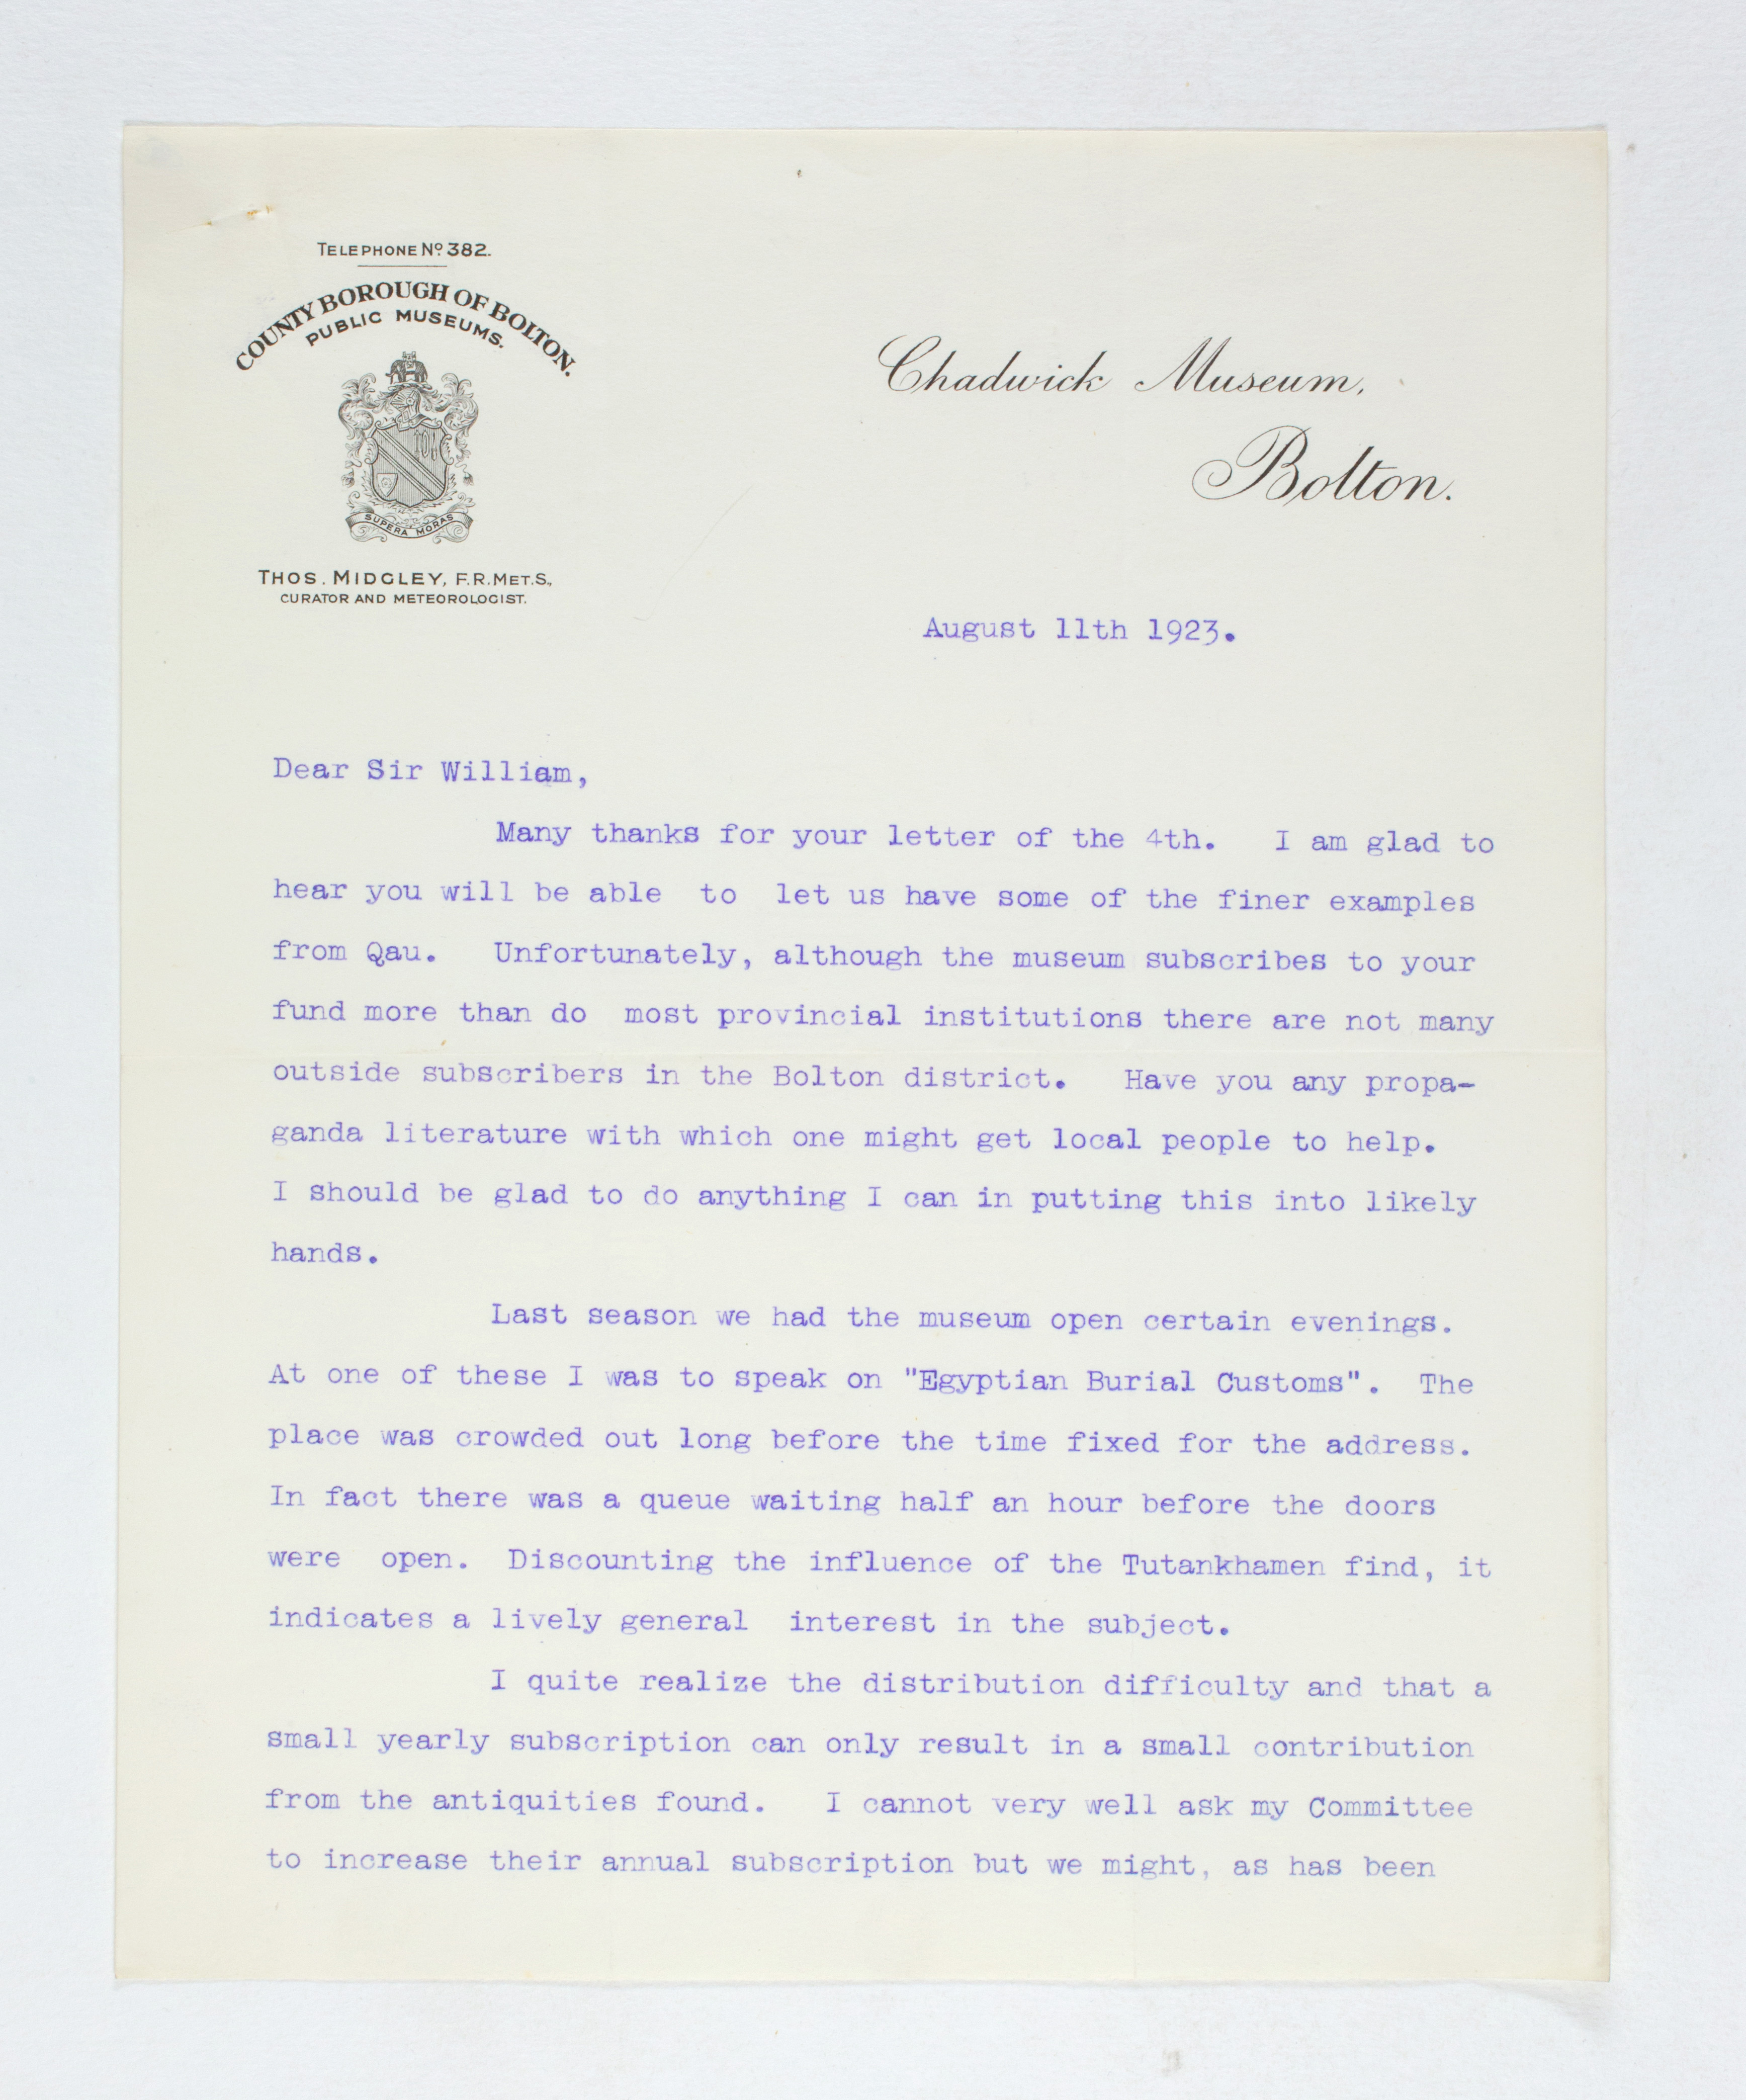 TELEPHONE No. 382.
COUNTY BOROUGH OF BOLTON.
PUBLIC MUSEUMS.
SUPERA MORAS
THOS. MIDGLEY, F.R.MET.S.,
CURATOR AND METEOROLOGIST.
Chadwick Museum,
Bolton.
August 11th 1923.
Dear Sir William,
Many thanks for your letter of the 4th. I am glad to
hear you will be able to let us have some of the finer examples
from Qau. Unfortunately, although the museum subscribes to your
fund more than do most provincial institutions there are not many
outside subscribers in the Bolton district. Have you any propa-
ganda literature with which one might get local people to help.
I should be glad to do anything I can in putting this into likely
hands.
Last season we had the museum open certain evenings.
At one of these I was to speak on "Egyptian Burial Customs". The
place was crowded out long before the time fixed for the address.
In fact there was a queue waiting half an hour before the doors
were open. Discounting the influence of the Tutankhamen find, it
indicates a lively general interest in the subject.
I quite realize the distribution difficulty and that a
small yearly subscription can only result in a small contribution
from the antiquities found. I cannot very well ask my Committee
to increase their annual subscription but we might, as has been